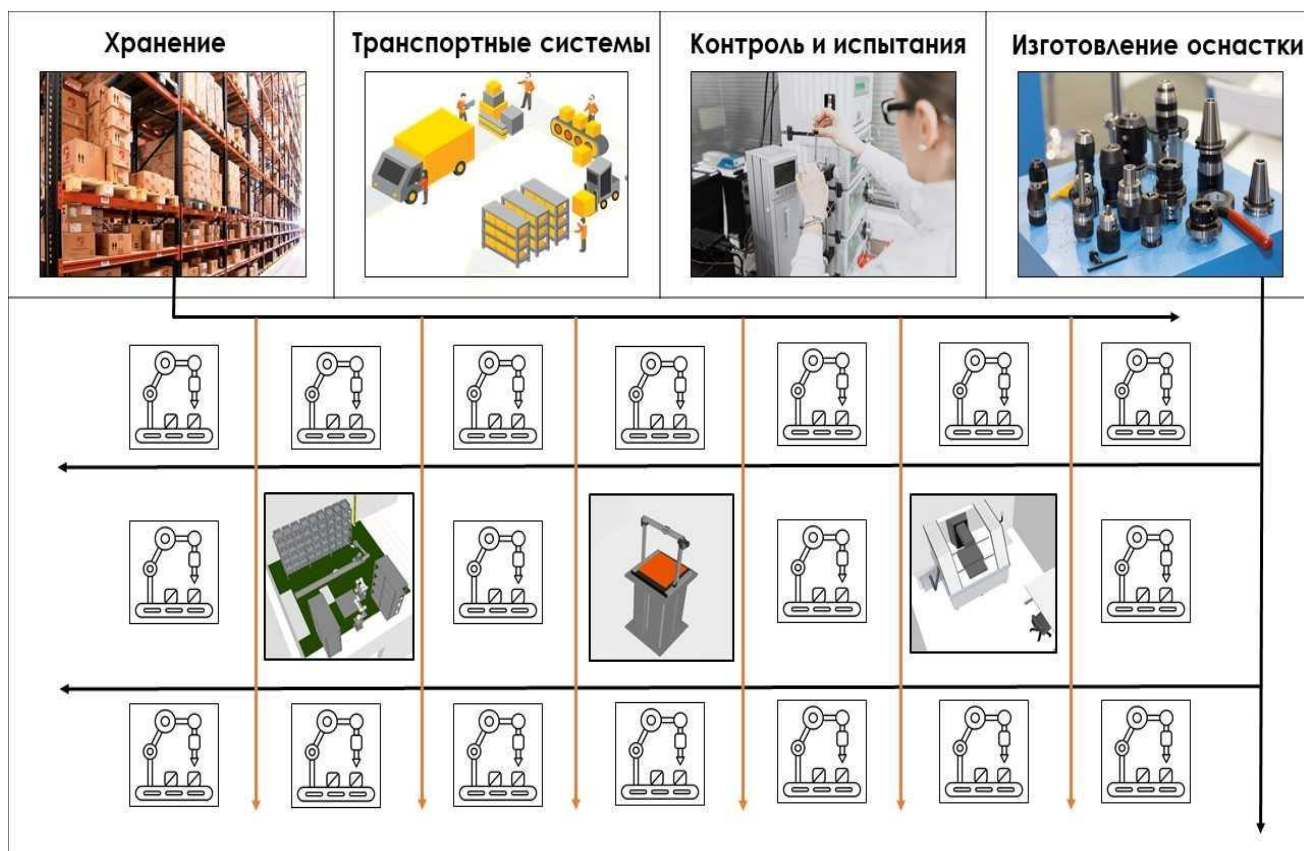 Хранение
Транспортные системы
Контроль и испытания
Изготовление оснастки